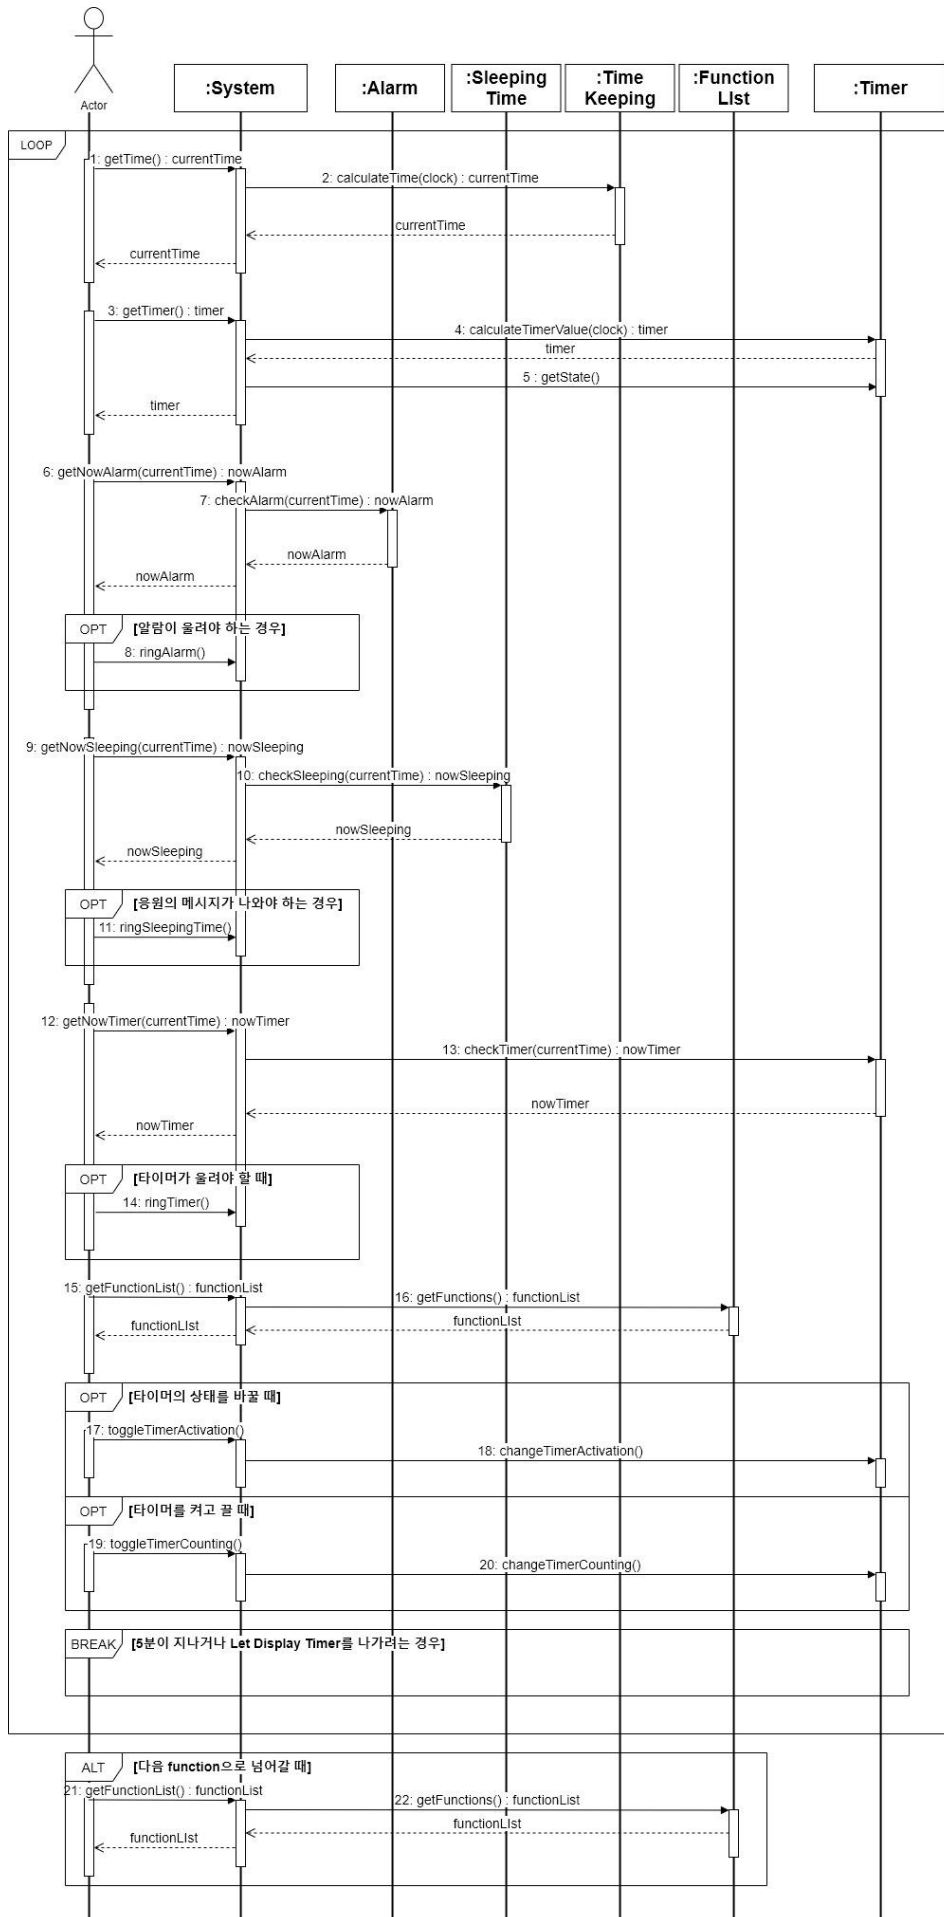 Actor
:System
:Alarm
:Sleeping
Time
:Time
Keeping
:Function
LIst
:Timer
LOOP
1: getTime() : currentTime
2: calculateTime(clock) : currentTime
currentTime
currentTime
3: getTimer() : timer
4: calculateTimerValue(clock) : timer
timer
5 : getState()
timer
6: getNowAlarm(currentTime) : nowAlarm
7: checkAlarm(currentTime) : nowAlarm
nowAlarm
nowAlarm
OPT
[알람이 울려야 하는 경우]
8: ringAlarm()
9: getNowSleeping(currentTime) : nowSleeping
10: checkSleeping(currentTime) : nowSleeping
nowSleeping
nowSleeping
OPT
[응원의 메시지가 나와야 하는 경우]
11: ringSleepingTime()
12: getNowTimer(currentTime) : nowTimer
13: checkTimer(currentTime) : nowTimer
nowTimer
nowTimer
OPT
[타이머가 울려야 할 때]
14: ringTimer()
15: getFunctionList() : functionList
16: getFunctions() : functionList
functionLIst
functionLIst
OPT
[타이머의 상태를 바꿀 때]
17: toggleTimerActivation()
18: changeTimerActivation()
OPT
[타이머를 켜고 끌 때]
19: toggleTimerCounting()
20: changeTimerCounting()
BREAK
[5분이 지나거나 Let Display Timer를 나가려는 경우]
ALT
[다음 function으로 넘어갈 때]
21: getFunctionList() : functionList
22: getFunctions() : functionList
functionLIst
functionLIst